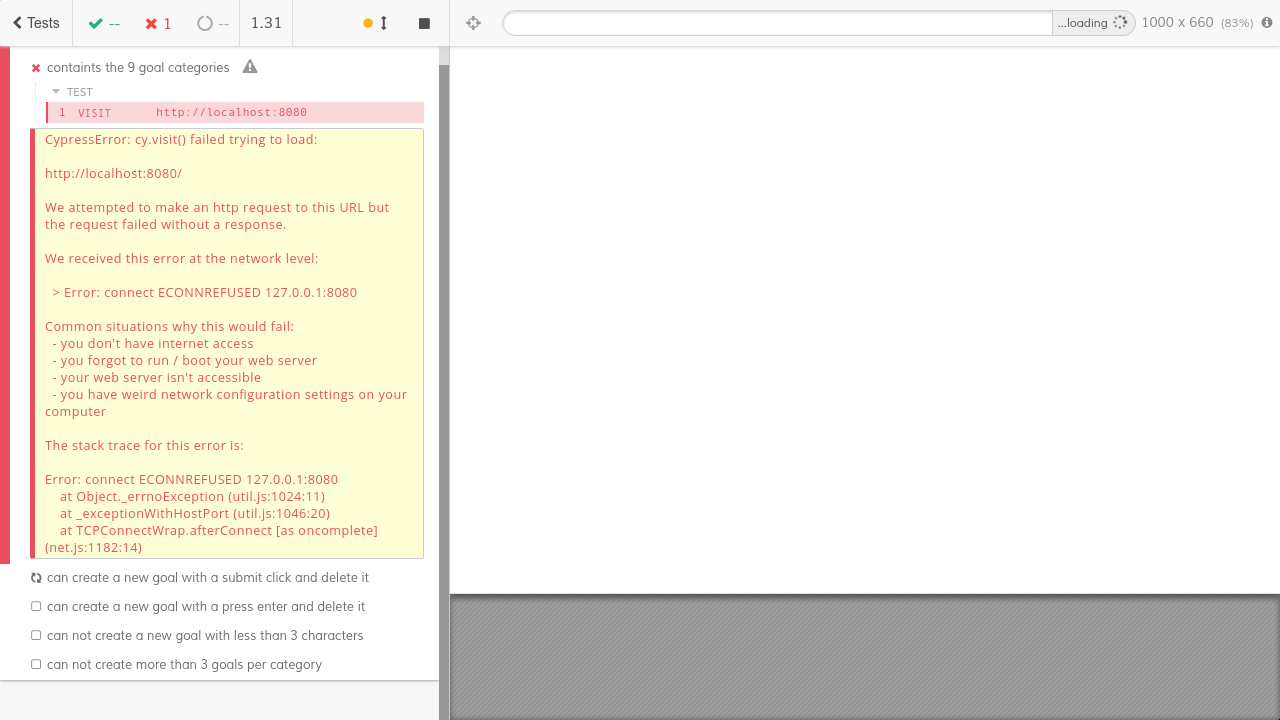 Tests -- 1 -- 1.31 ...loading 1000 x 660 (83%)
containts the 9 goal categories
TEST
1 VISIT http://localhost:8080
CypressError: cy.visit() failed trying to load:
http://localhost:8080/
We attempted to make an http request to this URL but
the request failed without a response.
We received this error at the network level:
> Error: connect ECONNREFUSED 127.0.0.1:8080
Common situations why this would fail:
- you don't have internet access
- you forgot to run / boot your web server
- your web server isn't accessible
- you have weird network configuration settings on your
computer
The stack trace for this error is:
Error: connect ECONNREFUSED 127.0.0.1:8080
at Object._errnoException (util.js:1024:11)
at _exceptionWithHostPort (util.js:1046:20)
at TCPConnectWrap.afterConnect [as oncomplete]
(net.js:1182:14)
can create a new goal with a submit click and delete it
can create a new goal with a press enter and delete it
can not create a new goal with less than 3 characters
can not create more than 3 goals per category